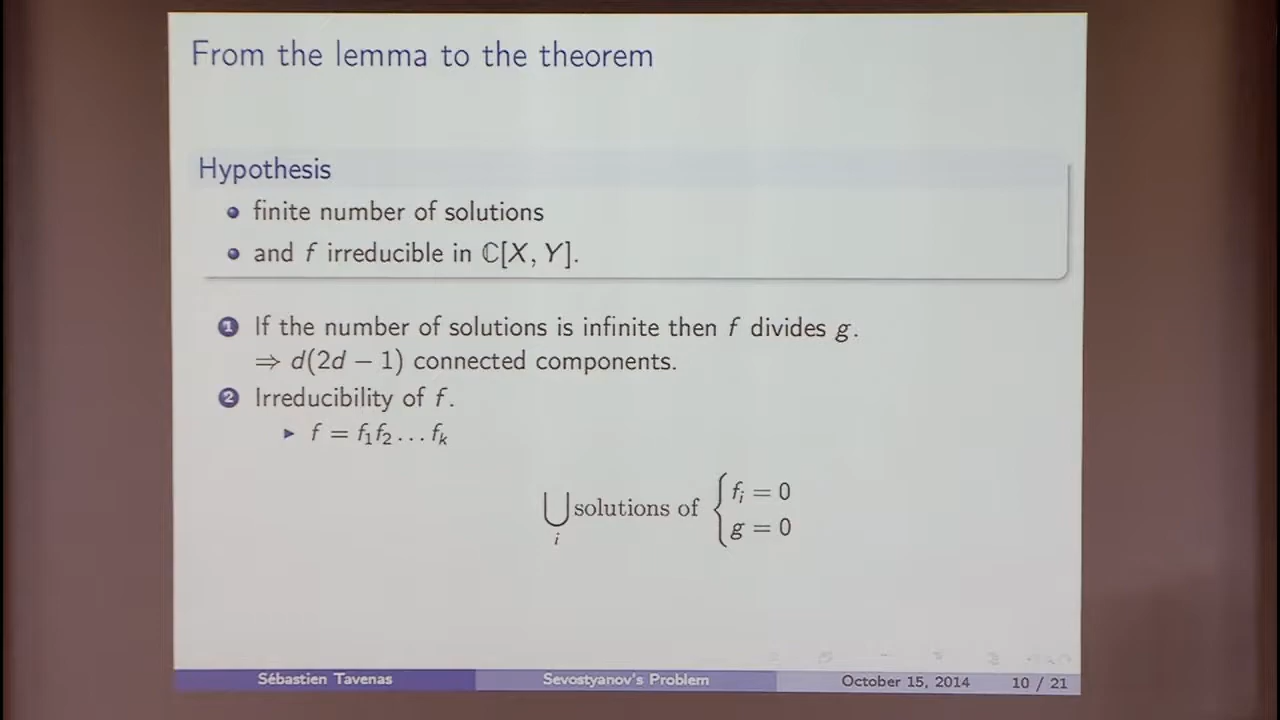 From the lemma to the theorem
Hypothesis
• finite number of solutions
• and f irreducible in ℂ[X, Y].
1 If the number of solutions is infinite then f divides g.
⇒ d(2d − 1) connected components.
2 Irreducibility of f.
▶ f = f₁f₂ . . . fₖ
⋃ᵢ solutions of { fᵢ = 0
g = 0
Sébastien Tavenas Sevostyanov's Problem October 15, 2014 10 / 21